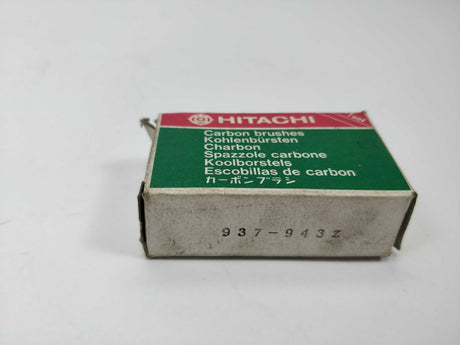 HITACHI
Carbon brushes
Kohlenbürsten
Charbon
Spazzole carbone
Koolborstels
Escobillas de carbon
カーボンブラシ
937-943Z